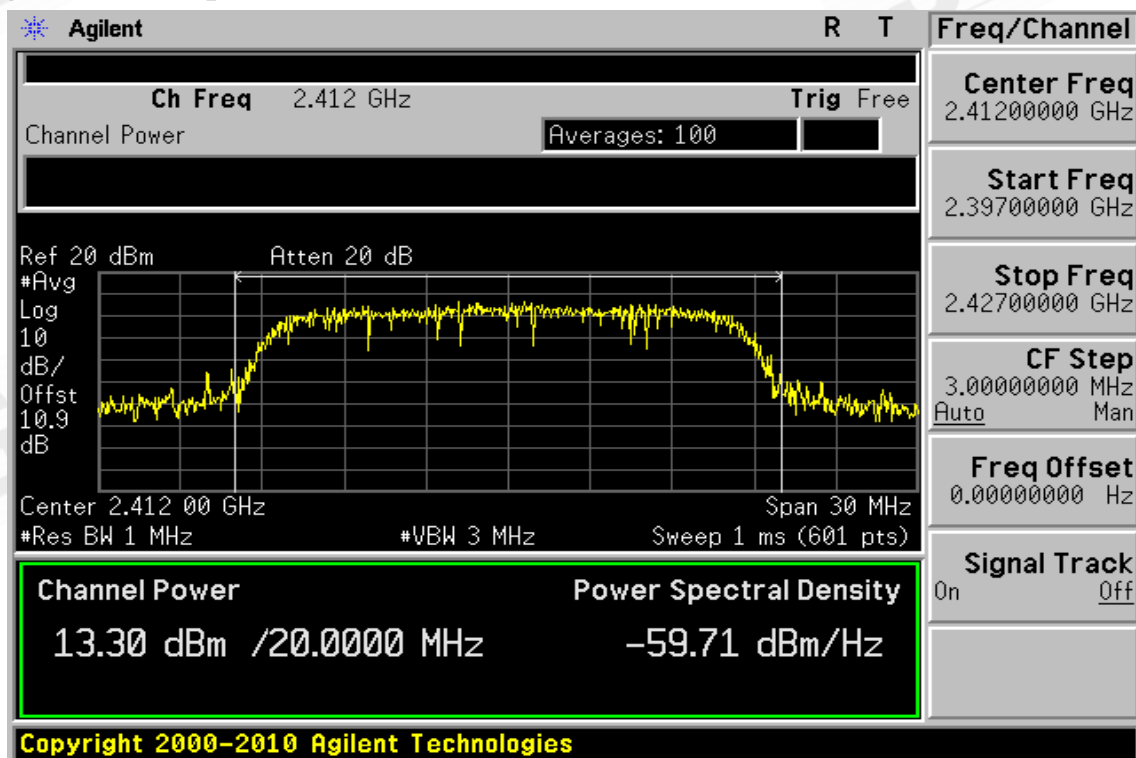 Agilent
R T
Freq/Channel
Ch Freq 2.412 GHz
Trig Free
Channel Power
Averages: 100
Ref 20 dBm
Atten 20 dB
#Avg
Log
10
dB/
Offst
10.9
dB
Center 2.412 00 GHz
Span 30 MHz
#Res BW 1 MHz
#VBW 3 MHz
Sweep 1 ms (601 pts)
Channel Power
Power Spectral Density
13.30 dBm /20.0000 MHz
-59.71 dBm/Hz
Center Freq
2.41200000 GHz
Start Freq
2.39700000 GHz
Stop Freq
2.42700000 GHz
CF Step
3.00000000 MHz
Auto Man
Freq Offset
0.00000000 Hz
Signal Track
On Off
Copyright 2000-2010 Agilent Technologies